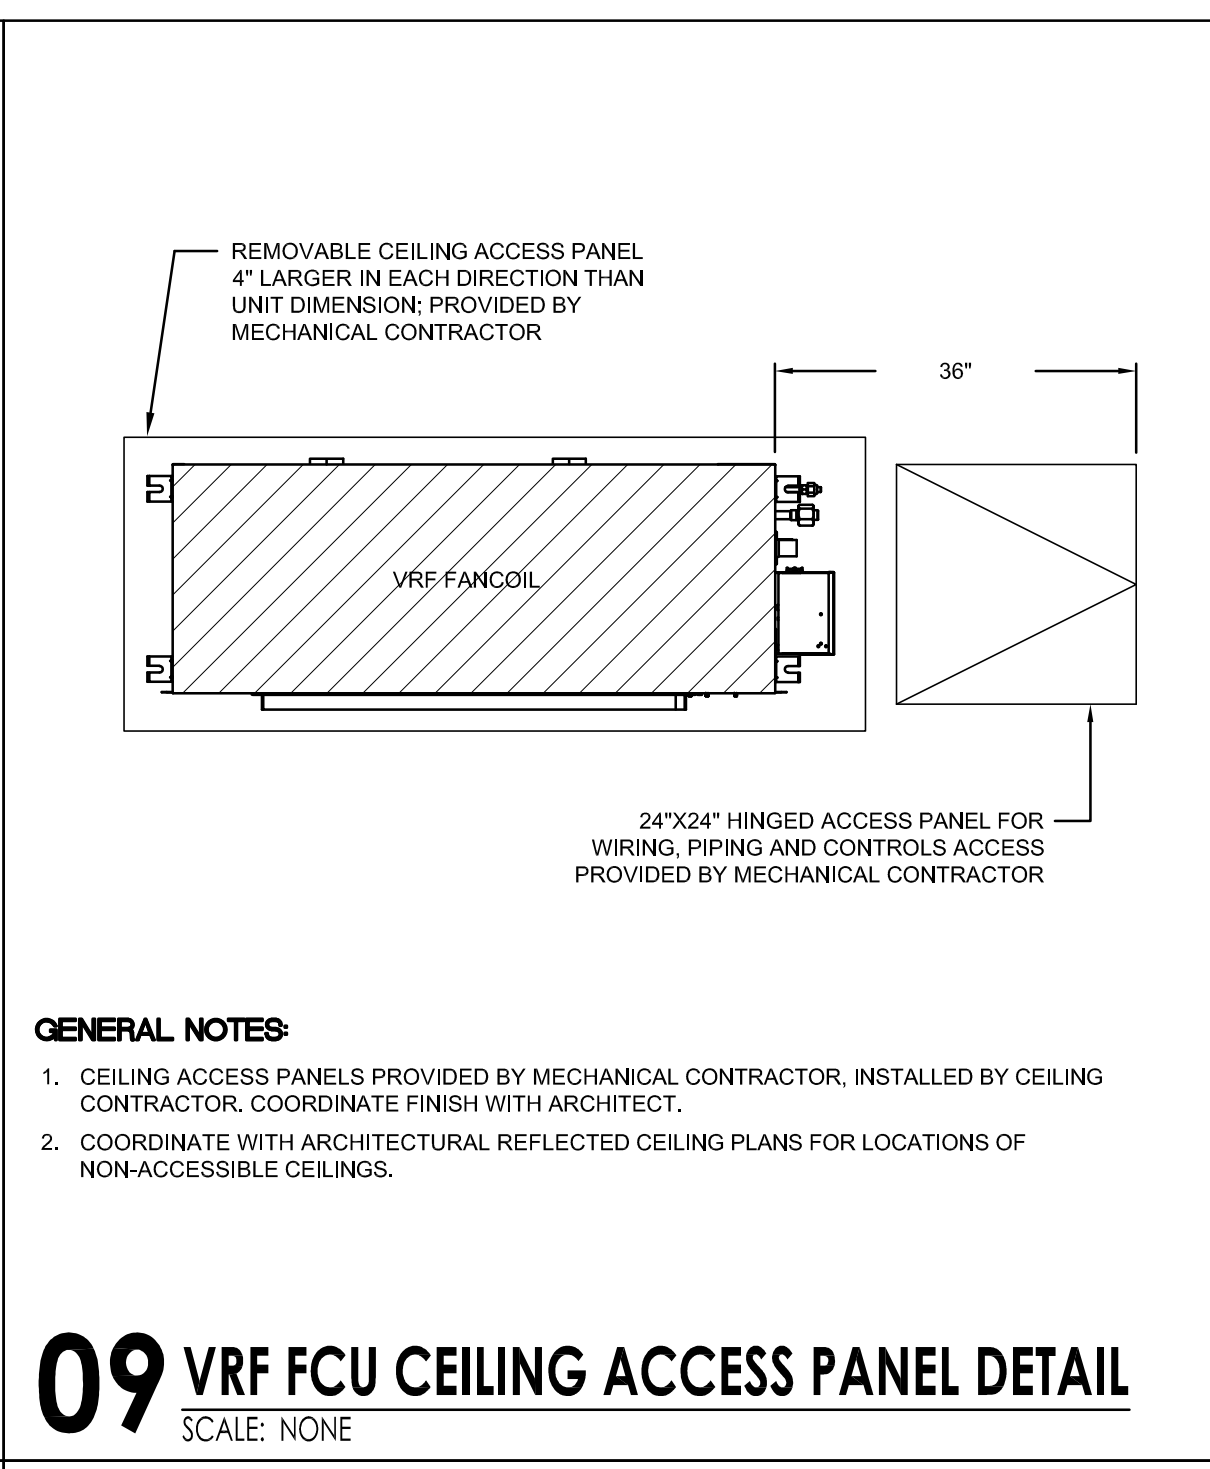 REMOVABLE CEILING ACCESS PANEL
4" LARGER IN EACH DIRECTION THAN
UNIT DIMENSION; PROVIDED BY
MECHANICAL CONTRACTOR
36"
VRF FANCOIL
24"X24" HINGED ACCESS PANEL FOR
WIRING, PIPING AND CONTROLS ACCESS
PROVIDED BY MECHANICAL CONTRACTOR
GENERAL NOTES:
1. CEILING ACCESS PANELS PROVIDED BY MECHANICAL CONTRACTOR, INSTALLED BY CEILING
CONTRACTOR. COORDINATE FINISH WITH ARCHITECT.
2. COORDINATE WITH ARCHITECTURAL REFLECTED CEILING PLANS FOR LOCATIONS OF
NON-ACCESSIBLE CEILINGS.
09 VRF FCU CEILING ACCESS PANEL DETAIL
SCALE: NONE